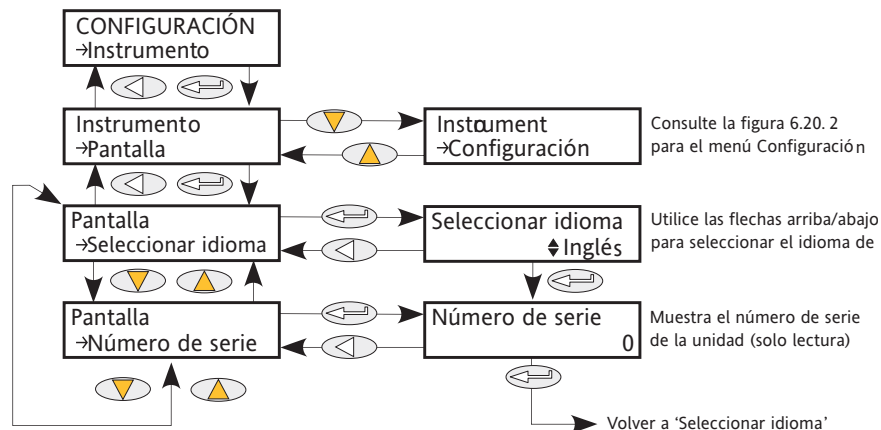 CONFIGURACIÓN
→Instrumento
Instrumento
→Pantalla
Instroument
→Configuración
Consulte la figura 6.20. 2
para el menú Configuración
Pantalla
→Seleccionar idioma
Seleccionar idioma
Inglés
Utilice las flechas arriba/abajo
para seleccionar el idioma de
Pantalla
→Número de serie
Número de serie
0
Muestra el número de serie
de la unidad (solo lectura)
Volver a ‘Seleccionar idioma’